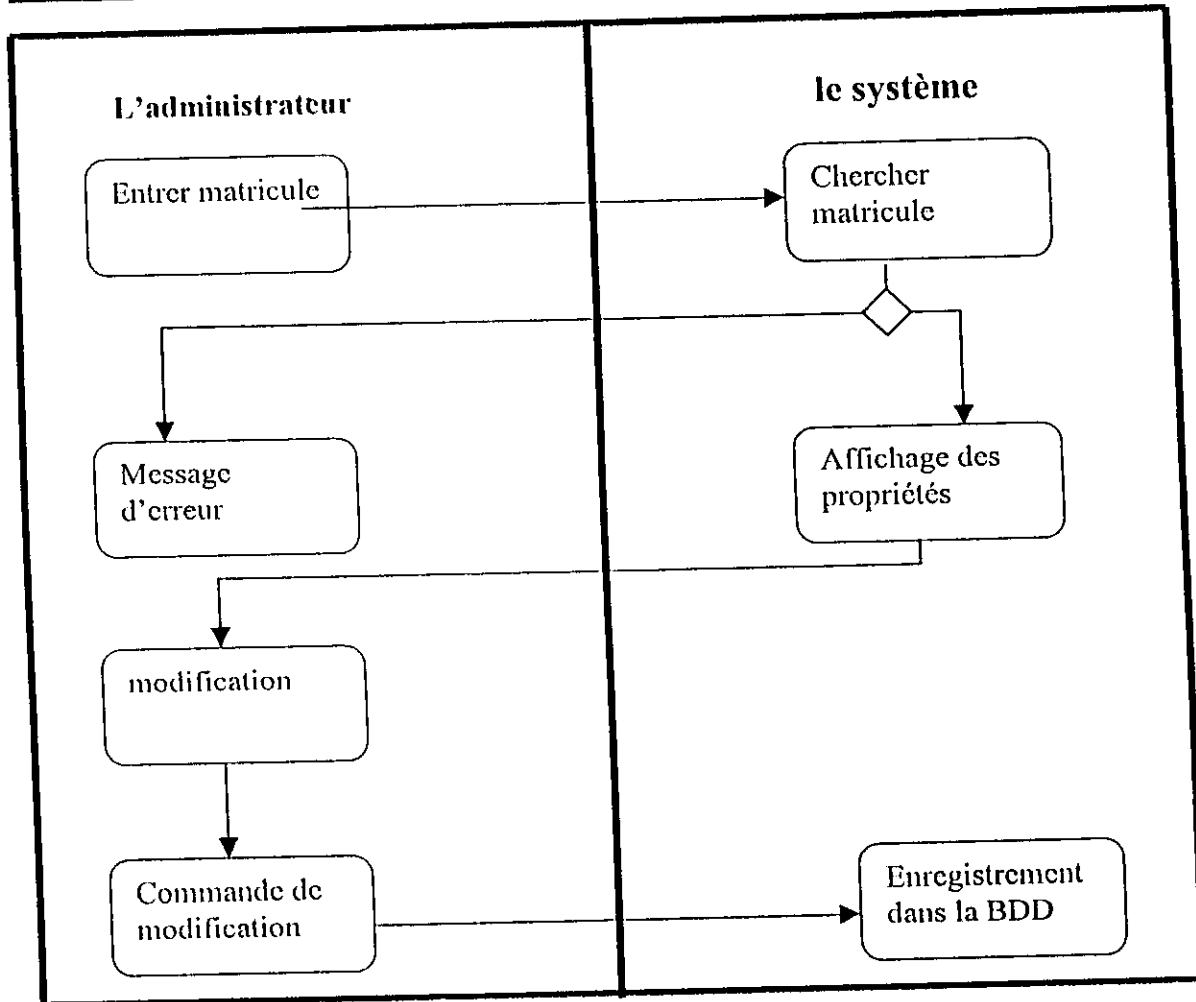 L'administrateur
le système
Entrer matricule
Chercher
matricule
Message
d'erreur
Affichage des
propriétés
modification
Commande de
modification
Enregistrement
dans la BDD